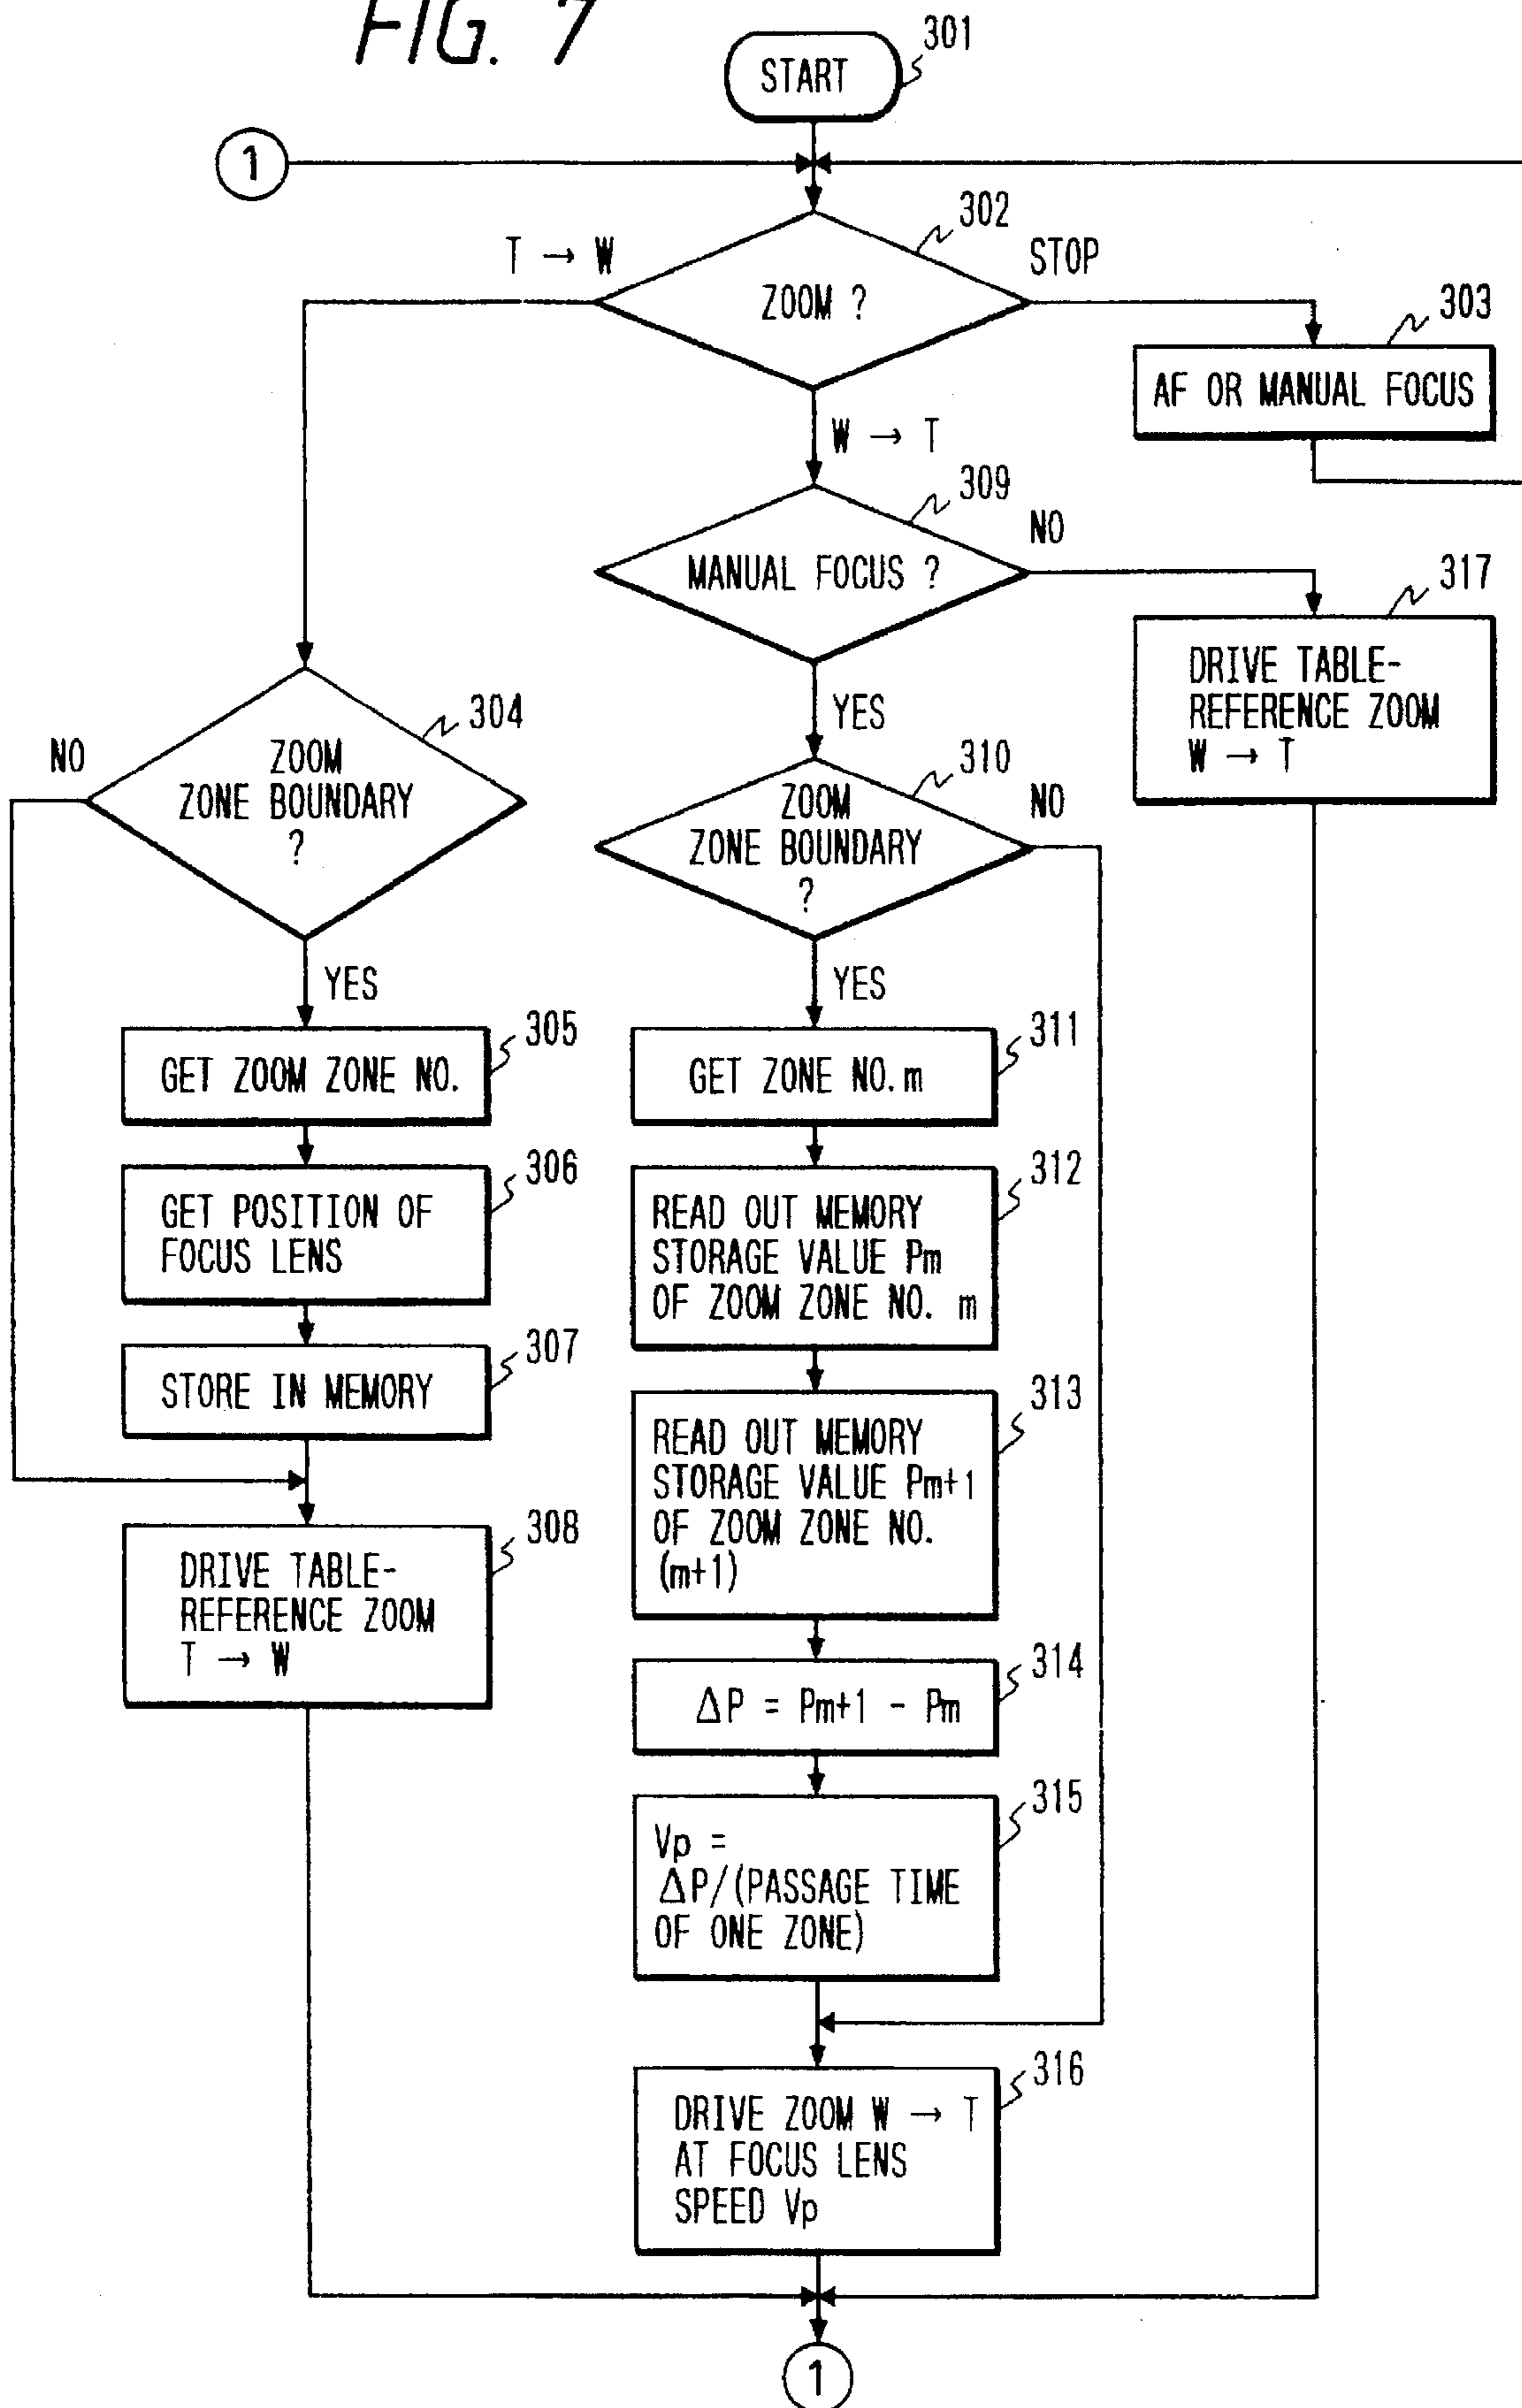 FIG. 7
START
301
1
302
T → W
STOP
ZOOM ?
303
AF OR MANUAL FOCUS
W → T
309
NO
MANUAL FOCUS ?
317
DRIVE TABLE-
REFERENCE ZOOM
W → T
YES
304
NO
ZOOM
ZONE BOUNDARY
?
310
NO
ZOOM
ZONE BOUNDARY
?
YES
YES
305
GET ZOOM ZONE NO.
311
GET ZONE NO. m
306
GET POSITION OF
FOCUS LENS
312
READ OUT MEMORY
STORAGE VALUE Pm
OF ZOOM ZONE NO. m
307
STORE IN MEMORY
313
READ OUT MEMORY
STORAGE VALUE Pm+1
OF ZOOM ZONE NO.
(m+1)
308
DRIVE TABLE-
REFERENCE ZOOM
T → W
314
ΔP = Pm+1 - Pm
315
Vp =
ΔP/(PASSAGE TIME
OF ONE ZONE)
316
DRIVE ZOOM W → T
AT FOCUS LENS
SPEED Vp
1